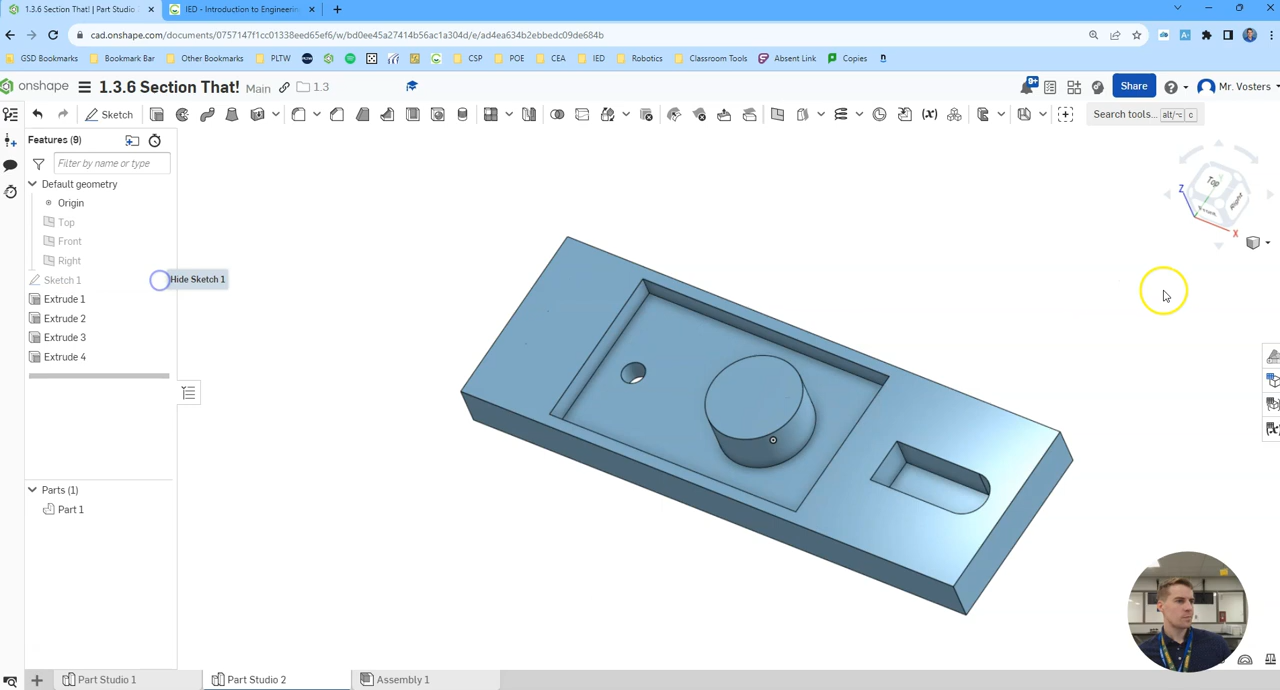 1.3.6 Section That! | Part Studio
IED - Introduction to Engineerin
cad.onshape.com/documents/0757147f1cc01338eed65ef6/w/bd0ee45a27414b56ac1a304d/e/ad4ea634b2ebbedc09de684b
GSD Bookmarks Bookmark Bar Other Bookmarks PLTW CSP POE CEA IED Robotics Classroom Tools Absent Link Copies
onshape 1.3.6 Section That! Main 1.3 Share Mr. Vosters
Sketch Search tools... alt/⌥ c
Features (9)
Filter by name or type
Default geometry
Origin
Top
Front
Right
Sketch 1
Hide Sketch 1
Extrude 1
Extrude 2
Extrude 3
Extrude 4
Parts (1)
Part 1
Top
Front
Right
Z
X
Part Studio 1 Part Studio 2 Assembly 1